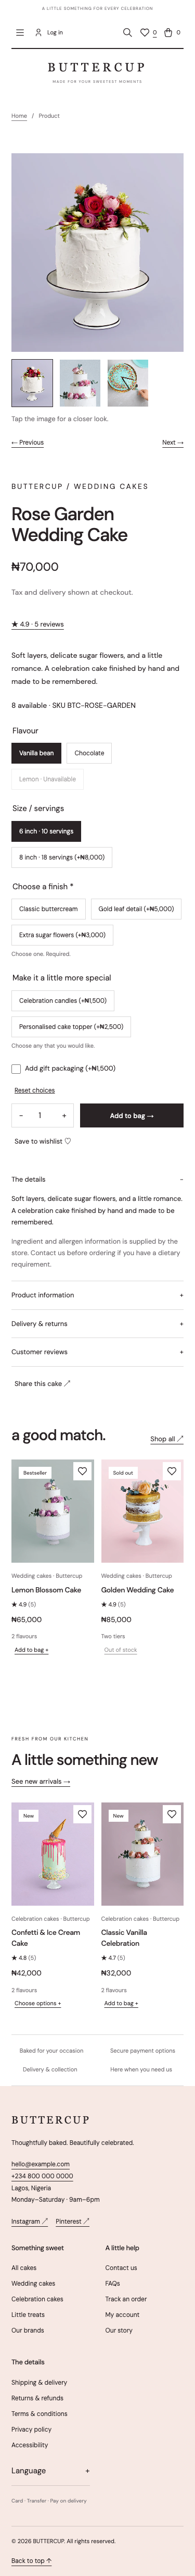 A LITTLE SOMETHING FOR EVERY CELEBRATION
Log in
0
0
BUTTERCUP
MADE FOR YOUR SWEETEST MOMENTS
Home / Product
Tap the image for a closer look.
← Previous
Next →
BUTTERCUP / WEDDING CAKES
Rose Garden
Wedding Cake
₦70,000
Tax and delivery shown at checkout.
★ 4.9 · 5 reviews
Soft layers, delicate sugar flowers, and a little
romance. A celebration cake finished by hand and
made to be remembered.
8 available · SKU BTC-ROSE-GARDEN
Flavour
Vanilla bean
Chocolate
Lemon · Unavailable
Size / servings
6 inch · 10 servings
8 inch · 18 servings (+₦8,000)
Choose a finish *
Classic buttercream
Gold leaf detail (+₦5,000)
Extra sugar flowers (+₦3,000)
Choose one. Required.
Make it a little more special
Celebration candles (+₦1,500)
Personalised cake topper (+₦2,500)
Choose any that you would like.
Add gift packaging (+₦1,500)
Reset choices
− 1 +
Add to bag →
Save to wishlist ♡
The details −
Soft layers, delicate sugar flowers, and a little romance.
A celebration cake finished by hand and made to be
remembered.
Ingredient and allergen information is supplied by the
store. Contact us before ordering if you have a dietary
requirement.
Product information +
Delivery & returns +
Customer reviews +
Share this cake ↗
a good match.
Shop all ↗
Bestseller
Sold out
Wedding cakes · Buttercup
Lemon Blossom Cake
★ 4.9 (5)
₦65,000
2 flavours
Add to bag +
Wedding cakes · Buttercup
Golden Wedding Cake
★ 4.9 (5)
₦85,000
Two tiers
Out of stock
FRESH FROM OUR KITCHEN
A little something new
See new arrivals →
New
New
Celebration cakes · Buttercup
Confetti & Ice Cream
Cake
★ 4.8 (5)
₦42,000
2 flavours
Choose options +
Celebration cakes · Buttercup
Classic Vanilla
Celebration
★ 4.7 (5)
₦32,000
2 flavours
Add to bag +
Baked for your occasion
Secure payment options
Delivery & collection
Here when you need us
BUTTERCUP
Thoughtfully baked. Beautifully celebrated.
hello@example.com
+234 800 000 0000
Lagos, Nigeria
Monday–Saturday · 9am–6pm
Instagram ↗
Pinterest ↗
Something sweet
All cakes
Wedding cakes
Celebration cakes
Little treats
Our brands
A little help
Contact us
FAQs
Track an order
My account
Our story
The details
Shipping & delivery
Returns & refunds
Terms & conditions
Privacy policy
Accessibility
Language +
Card · Transfer · Pay on delivery
© 2026 BUTTERCUP. All rights reserved.
Back to top ↑